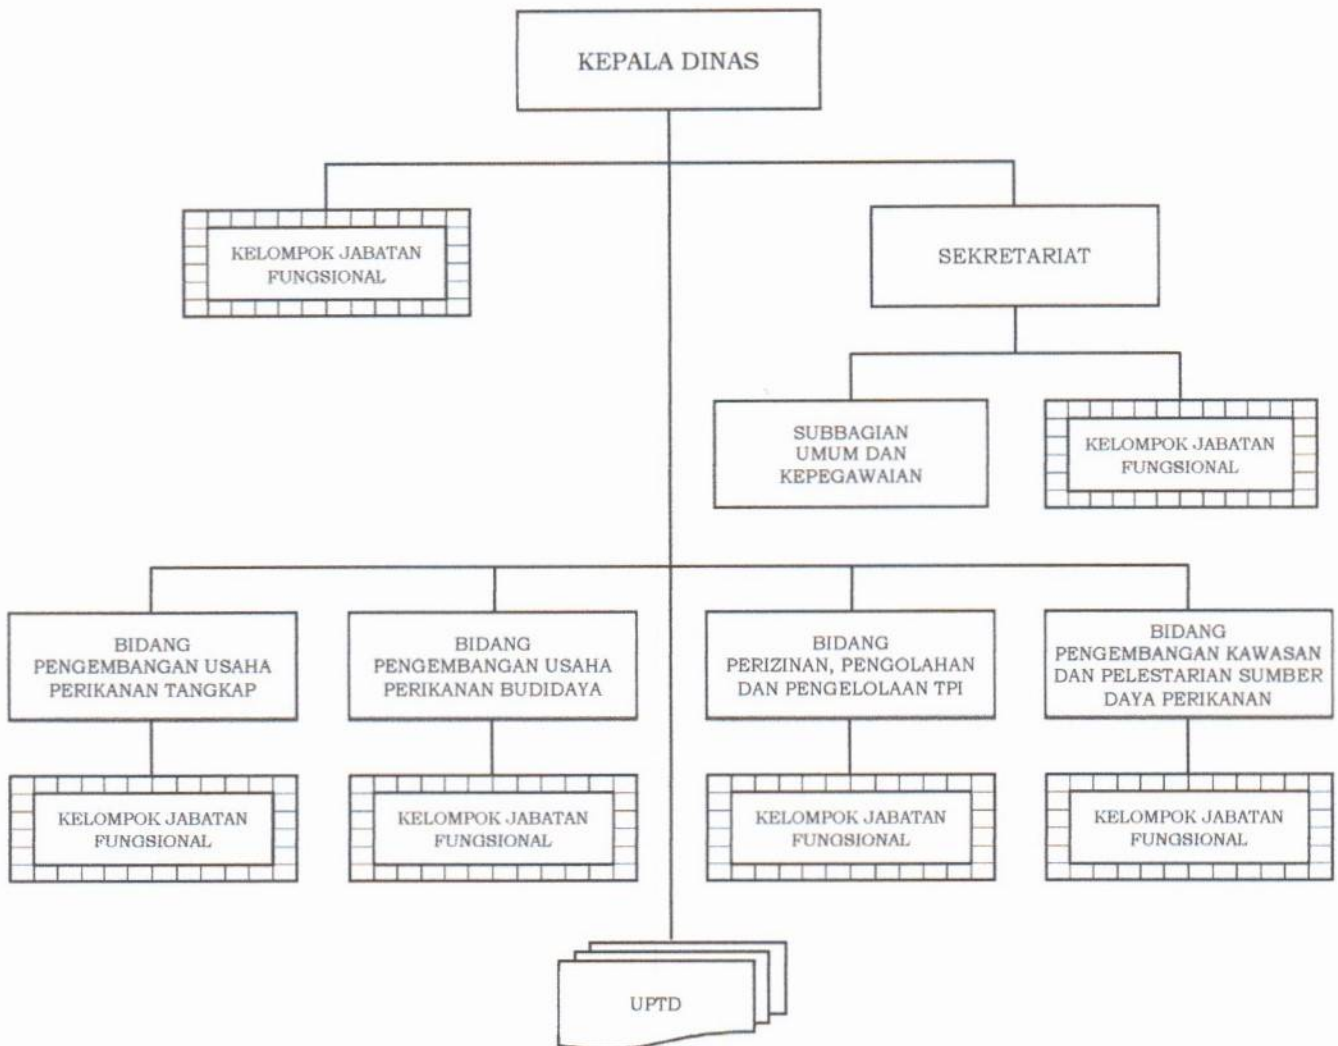 KEPALA DINAS
KELOMPOK JABATAN
FUNGSIONAL
SEKRETARIAT
SUBBAGIAN
UMUM DAN
KEPEGAWAIAN
KELOMPOK JABATAN
FUNGSIONAL
BIDANG
PENGEMBANGAN USAHA
PERIKANAN TANGKAP
BIDANG
PENGEMBANGAN USAHA
PERIKANAN BUDIDAYA
BIDANG
PERIZINAN, PENGOLAHAN
DAN PENGELOLAAN TPI
BIDANG
PENGEMBANGAN KAWASAN
DAN PELESTARIAN SUMBER
DAYA PERIKANAN
KELOMPOK JABATAN
FUNGSIONAL
KELOMPOK JABATAN
FUNGSIONAL
KELOMPOK JABATAN
FUNGSIONAL
KELOMPOK JABATAN
FUNGSIONAL
UPTD